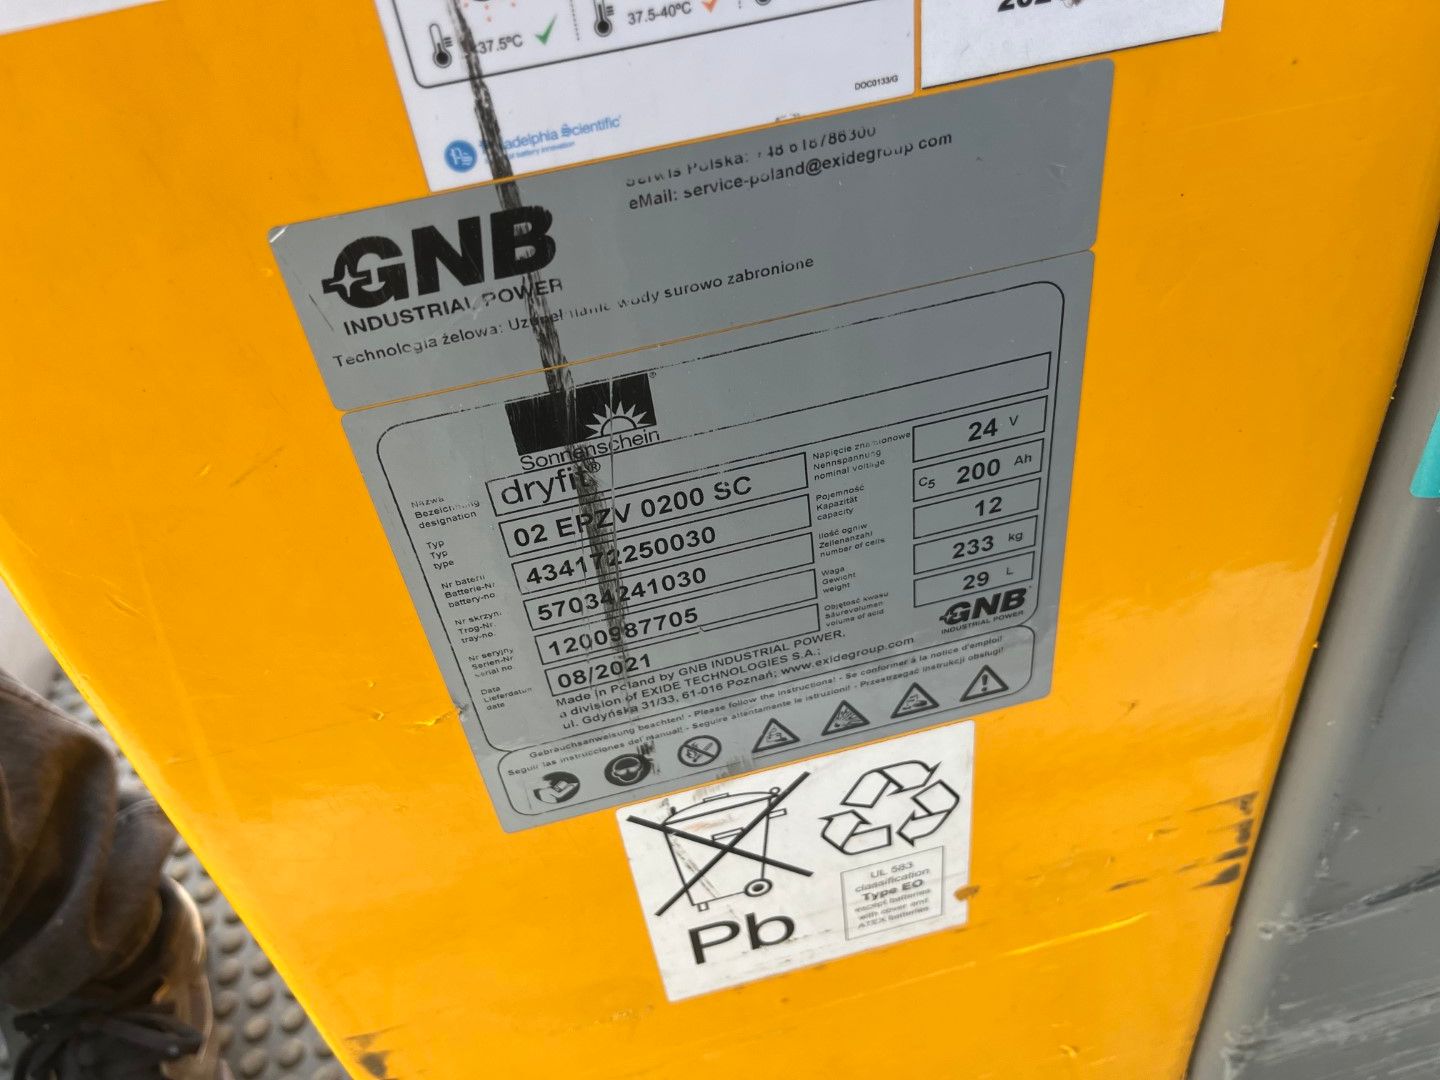 37.5°C
37.5-40°C
DOC0133/G
Scientific
GNB
INDUSTRIAL POWER
Serwis Polska:
eMail: service-poland@exidegroup.com
Technologia żelowa: Uzupełnianie wody surowo zabronione
Sonnenschein
Nazwa
Bezeichnung
designation
dryfit®
Typ
Typ
type
02 EPZV 0200 SC
Nr baterii
Batterie-Nr
battery-no.
434172250030
Nr skrzyni
Trog-Nr.
tray-no.
57034241030
Nr seryjny
Serien-Nr
serial no.
1200987705
Data
Lieferdatum
date
08/2021
Napięcie znamionowe
Nennspannung
nominal voltage
24 V
Pojemność
Kapazität
capacity
C5 200 Ah
Ilość ogniw
Zellenanzahl
number of cells
12
Waga
Gewicht
weight
233 kg
Objętość kwasu
Säurevolumen
volume of acid
29 L
GNB
INDUSTRIAL POWER
Made in Poland by GNB INDUSTRIAL POWER,
a division of EXIDE TECHNOLOGIES S.A.;
ul. Gdyńska 31/33, 61-016 Poznań; www.exidegroup.com
Gebrauchsanweisung beachten! - Please follow the instructions! - Se conformer à la notice d'emploi!
Seguir las instrucciones del manual! - Seguire attentamente le istruzioni! - Przestrzegać instrukcji obsługi!
Pb
UL 583
classification
Type EO
except batteries
with cover and
ATEX batteries